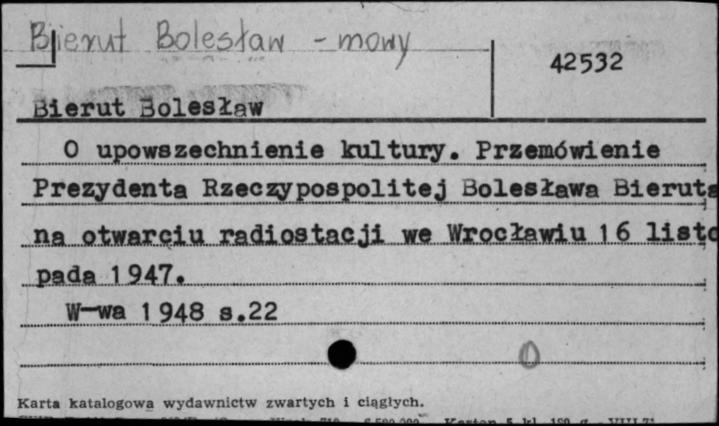 Bierut Bolesław - mowy
42532
Bierut Bolesław
O upowszechnienie kultury. Przemówienie
Prezydenta Rzeczypospolitej Bolesława Bieruta
na otwarciu radiostacji we Wrocławiu 16 listo
pada 1947.
W-wa 1948 s.22
Karta katalogowa wydawnictw zwartych i ciągłych.